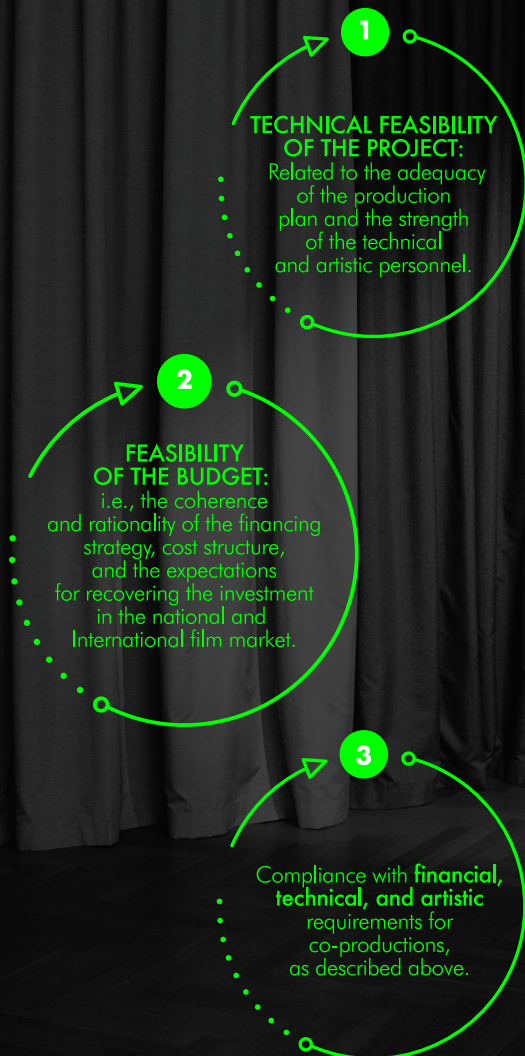 1
TECHNICAL FEASIBILITY
OF THE PROJECT:
Related to the adequacy
of the production
plan and the strength
of the technical
and artistic personnel.
2
FEASIBILITY
OF THE BUDGET:
i.e., the coherence
and rationality of the financing
strategy, cost structure,
and the expectations
for recovering the investment
in the national and
International film market.
3
Compliance with financial,
technical, and artistic
requirements for
co-productions,
as described above.